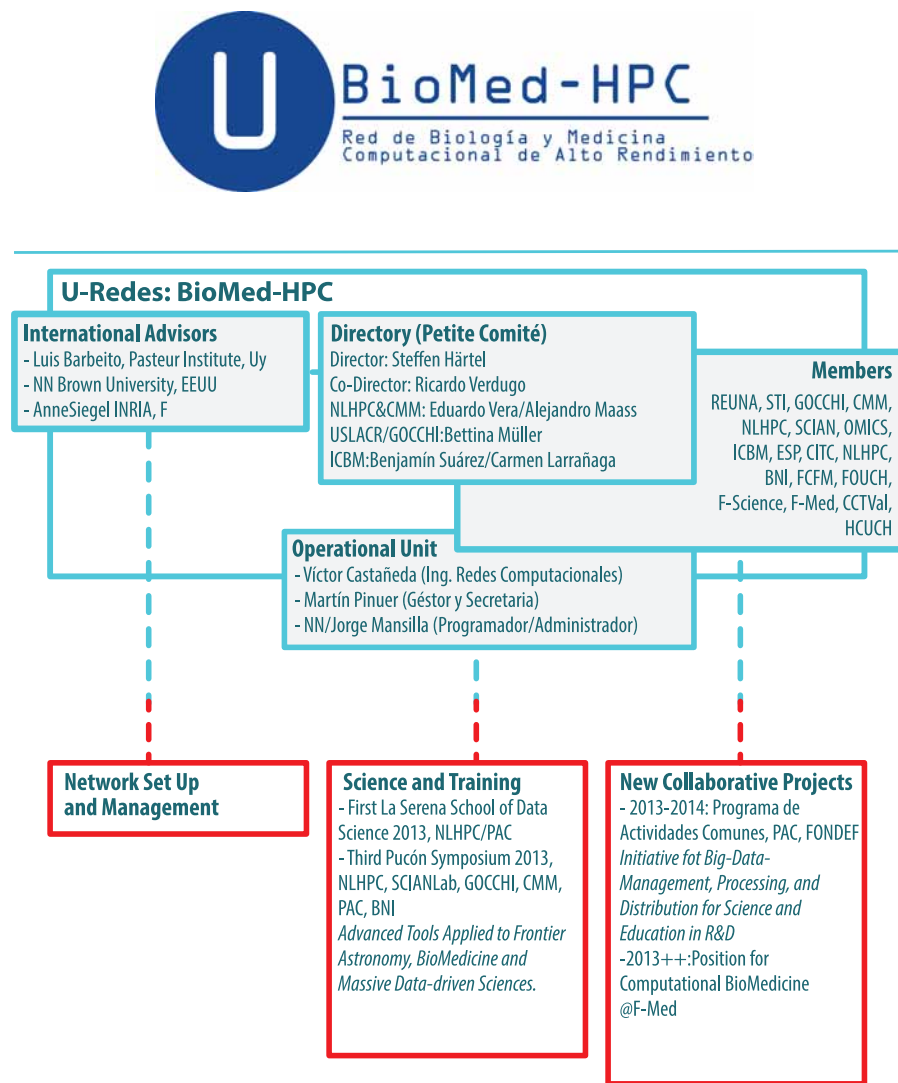 U
BioMed-HPC
Red de Biología y Medicina
Computacional de Alto Rendimiento
U-Redes: BioMed-HPC
International Advisors
- Luis Barbeito, Pasteur Institute, Uy
- NN Brown University, EEUU
- AnneSiegel INRIA, F
Directory (Petite Comité)
Director: Steffen Härtel
Co-Director: Ricardo Verdugo
NLHPC&CMM: Eduardo Vera/Alejandro Maass
USLACR/GOCCHI:Bettina Müller
ICBM:Benjamín Suárez/Carmen Larrañaga
Members
REUNA, STI, GOCCHI, CMM,
NLHPC, SCIAN, OMICS,
ICBM, ESP, CITC, NLHPC,
BNI, FCFM, FOUCH,
F-Science, F-Med, CCTVal,
HCUCH
Operational Unit
- Víctor Castañeda (Ing. Redes Computacionales)
- Martín Pinuer (Géstor y Secretaria)
- NN/Jorge Mansilla (Programador/Administrador)
Network Set Up
and Management
Science and Training
- First La Serena School of Data
Science 2013, NLHPC/PAC
- Third Pucón Symposium 2013,
NLHPC, SCIANLab, GOCCHI, CMM,
PAC, BNI
Advanced Tools Applied to Frontier
Astronomy, BioMedicine and
Massive Data-driven Sciences.
New Collaborative Projects
- 2013-2014: Programa de
Actividades Comunes, PAC, FONDEF
Initiative fot Big-Data-
Management, Processing, and
Distribution for Science and
Education in R&D
-2013++:Position for
Computational BioMedicine
@F-Med